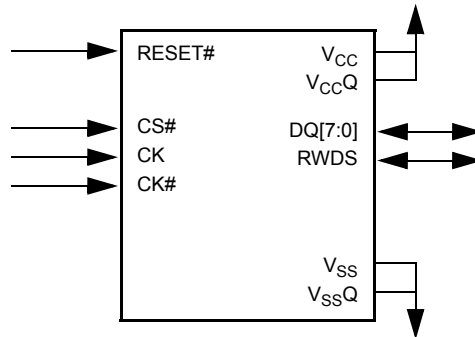 RESET#
CS#
CK
CK#
VCC
VCCQ
DQ[7:0]
RWDS
VSS
VSSQ